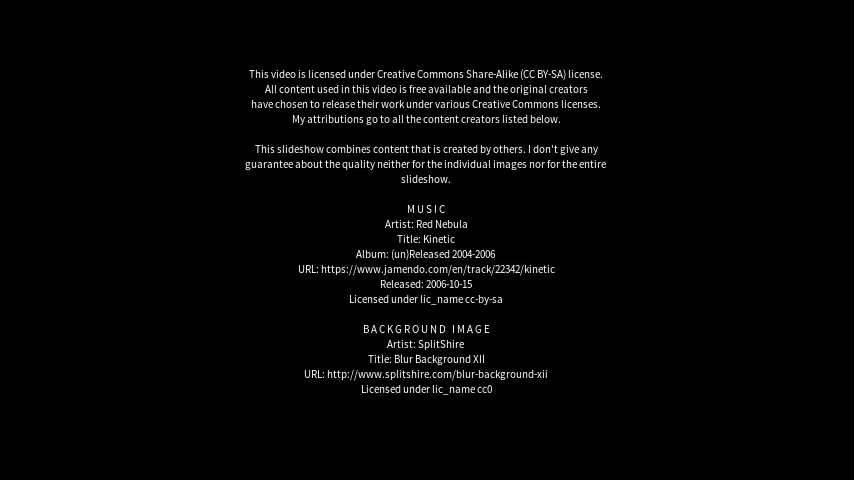 This video is licensed under Creative Commons Share-Alike (CC BY-SA) license.
All content used in this video is free available and the original creators
have chosen to release their work under various Creative Commons licenses.
My attributions go to all the content creators listed below.
This slideshow combines content that is created by others. I don't give any
guarantee about the quality neither for the individual images nor for the entire
slideshow.
MUSIC
Artist: Red Nebula
Title: Kinetic
Album: (un)Released 2004-2006
URL: https://www.jamendo.com/en/track/22342/kinetic
Released: 2006-10-15
Licensed under lic_name cc-by-sa
BACKGROUND IMAGE
Artist: SplitShire
Title: Blur Background XII
URL: http://www.splitshire.com/blur-background-xii
Licensed under lic_name cc0